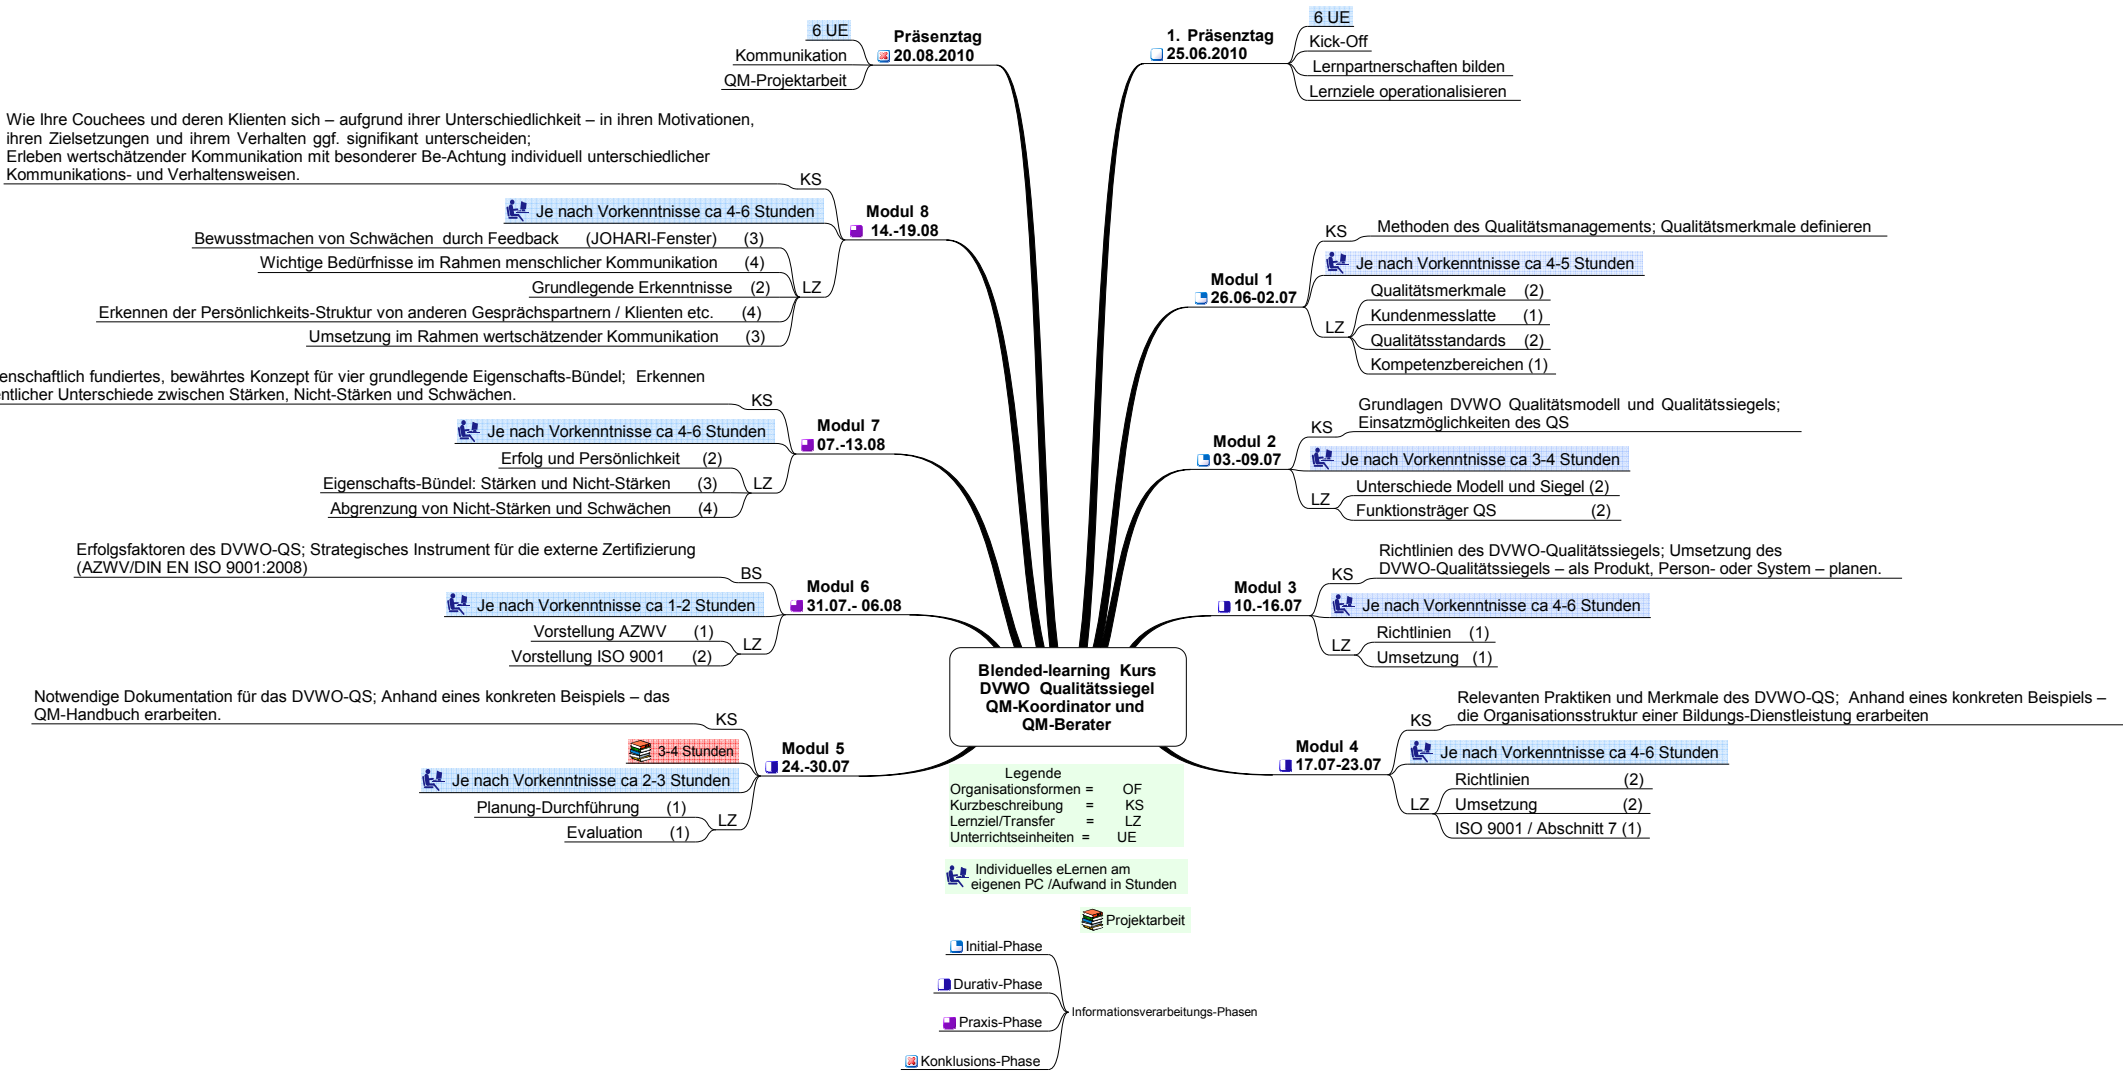 Blended-learning Kurs
DVWO Qualitätssiegel
QM-Koordinator und
QM-Berater
1. Präsenztag
25.06.2010
6 UE
Kick-Off
Lernpartnerschaften bilden
Lernziele operationalisieren
Modul 1
26.06-02.07
KS
Methoden des Qualitätsmanagements; Qualitätsmerkmale definieren
Je nach Vorkenntnisse ca 4-5 Stunden
LZ
Qualitätsmerkmale (2)
Kundenmesslatte (1)
Qualitätsstandards (2)
Kompetenzbereichen (1)
Modul 2
03.-09.07
KS
Grundlagen DVWO Qualitätsmodell und Qualitätssiegels;
Einsatzmöglichkeiten des QS
Je nach Vorkenntnisse ca 3-4 Stunden
LZ
Unterschiede Modell und Siegel (2)
Funktionsträger QS (2)
Modul 3
10.-16.07
KS
Richtlinien des DVWO-Qualitätssiegels; Umsetzung des
DVWO-Qualitätssiegels – als Produkt, Person- oder System – planen.
Je nach Vorkenntnisse ca 4-6 Stunden
LZ
Richtlinien (1)
Umsetzung (1)
Modul 4
17.07-23.07
KS
Relevanten Praktiken und Merkmale des DVWO-QS; Anhand eines konkreten Beispiels –
die Organisationsstruktur einer Bildungs-Dienstleistung erarbeiten
Je nach Vorkenntnisse ca 4-6 Stunden
LZ
Richtlinien (2)
Umsetzung (2)
ISO 9001 / Abschnitt 7 (1)
Modul 5
24.-30.07
KS
Notwendige Dokumentation für das DVWO-QS; Anhand eines konkreten Beispiels – das
QM-Handbuch erarbeiten.
3-4 Stunden
Je nach Vorkenntnisse ca 2-3 Stunden
LZ
Planung-Durchführung (1)
Evaluation (1)
Modul 6
31.07.- 06.08
BS
Erfolgsfaktoren des DVWO-QS; Strategisches Instrument für die externe Zertifizierung
(AZWV/DIN EN ISO 9001:2008)
Je nach Vorkenntnisse ca 1-2 Stunden
LZ
Vorstellung AZWV (1)
Vorstellung ISO 9001 (2)
Modul 7
07.-13.08
KS
enschaftlich fundiertes, bewährtes Konzept für vier grundlegende Eigenschafts-Bündel; Erkennen
entlicher Unterschiede zwischen Stärken, Nicht-Stärken und Schwächen.
Je nach Vorkenntnisse ca 4-6 Stunden
LZ
Erfolg und Persönlichkeit (2)
Eigenschafts-Bündel: Stärken und Nicht-Stärken (3)
Abgrenzung von Nicht-Stärken und Schwächen (4)
Modul 8
14.-19.08
KS
Wie Ihre Couchees und deren Klienten sich – aufgrund ihrer Unterschiedlichkeit – in ihren Motivationen,
ihren Zielsetzungen und ihrem Verhalten ggf. signifikant unterscheiden;
Erleben wertschätzender Kommunikation mit besonderer Be-Achtung individuell unterschiedlicher
Kommunikations- und Verhaltensweisen.
Je nach Vorkenntnisse ca 4-6 Stunden
LZ
Bewusstmachen von Schwächen durch Feedback (JOHARI-Fenster) (3)
Wichtige Bedürfnisse im Rahmen menschlicher Kommunikation (4)
Grundlegende Erkenntnisse (2)
Erkennen der Persönlichkeits-Struktur von anderen Gesprächspartnern / Klienten etc. (4)
Umsetzung im Rahmen wertschätzender Kommunikation (3)
Präsenztag
20.08.2010
6 UE
Kommunikation
QM-Projektarbeit
Legende
Organisationsformen = OF
Kurzbeschreibung = KS
Lernziel/Transfer = LZ
Unterrichtseinheiten = UE
Individuelles eLernen am
eigenen PC /Aufwand in Stunden
Projektarbeit
Initial-Phase
Durativ-Phase
Praxis-Phase
Konklusions-Phase
Informationsverarbeitungs-Phasen